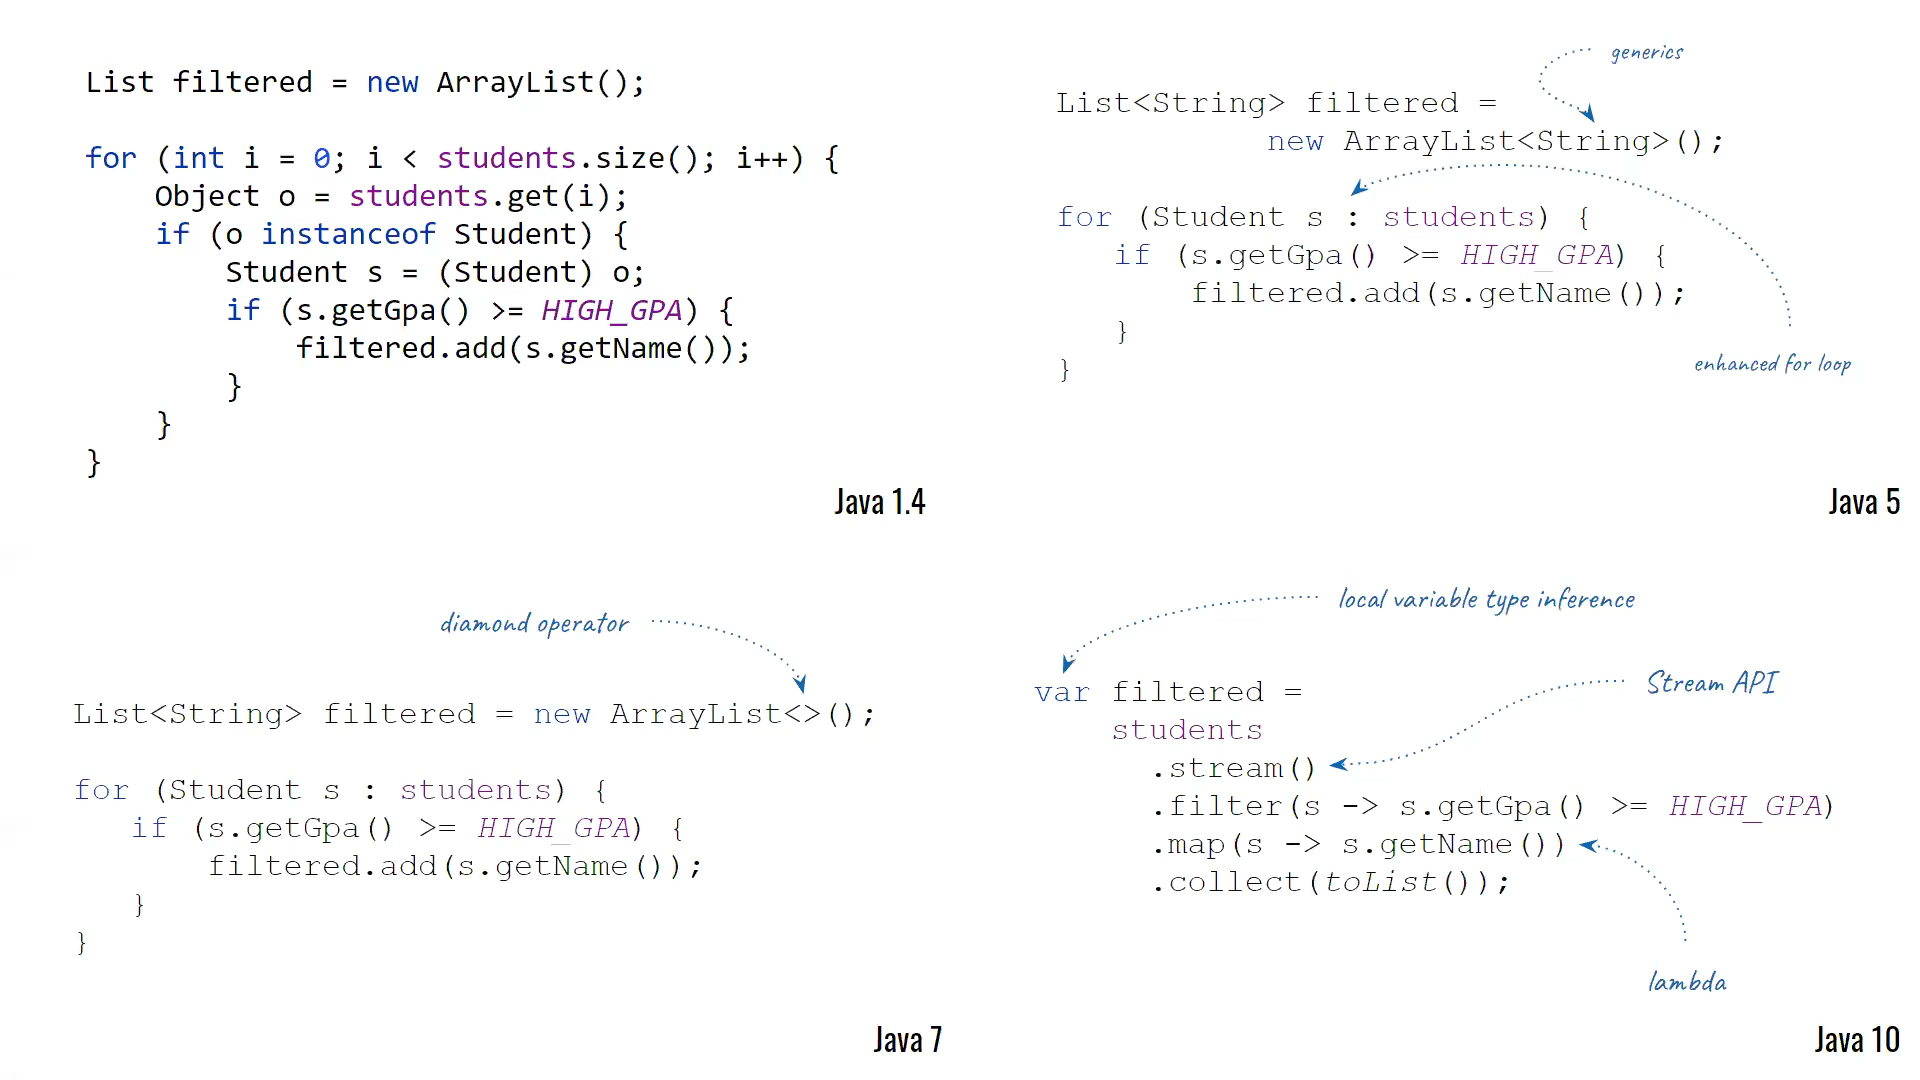 List filtered = new ArrayList();
for (int i = 0; i < students.size(); i++) {
    Object o = students.get(i);
    if (o instanceof Student) {
        Student s = (Student) o;
        if (s.getGpa() >= HIGH_GPA) {
            filtered.add(s.getName());
        }
    }
}
Java 1.4
generics
List<String> filtered =
           new ArrayList<String>();
for (Student s : students) {
   if (s.getGpa() >= HIGH_GPA) {
       filtered.add(s.getName());
   }
}
enhanced for loop
Java 5
diamond operator
List<String> filtered = new ArrayList<>();
for (Student s : students) {
   if (s.getGpa() >= HIGH_GPA) {
       filtered.add(s.getName());
   }
}
Java 7
local variable type inference
var filtered =
    students
      .stream()
      .filter(s -> s.getGpa() >= HIGH_GPA)
      .map(s -> s.getName())
      .collect(toList());
Stream API
lambda
Java 10